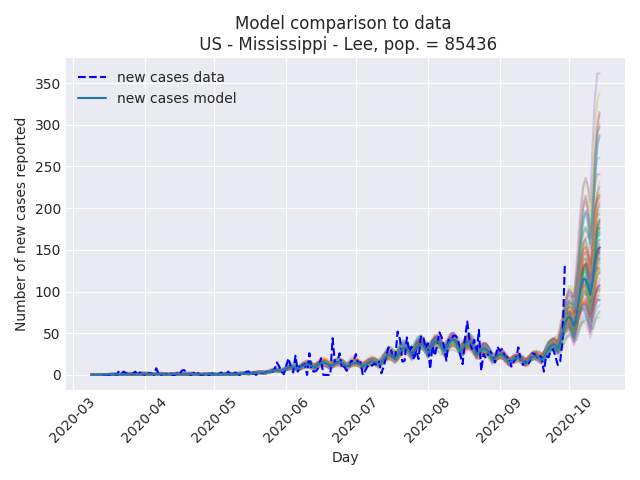 Model comparison to data
US - Mississippi - Lee, pop. = 85436
new cases data
new cases model
Number of new cases reported
350
300
250
200
150
100
50
0
2020-03
2020-04
2020-05
2020-06
2020-07
2020-08
2020-09
2020-10
Day